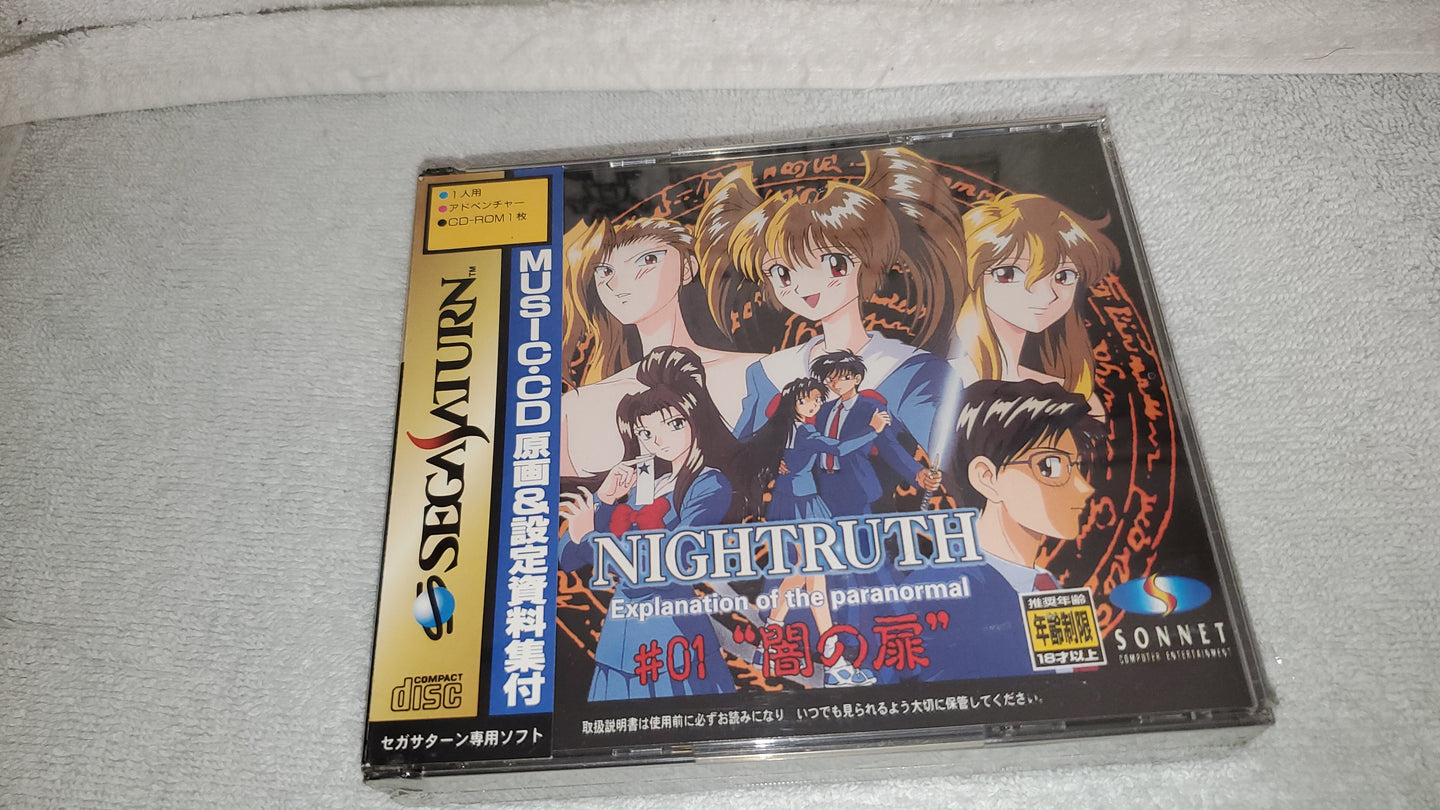 ●1人用
●アドベンチャー
●CD-ROM1枚
SEGA SATURN™
MUSIC・CD 原画&設定資料集付
COMPACT
disc
セガサターン専用ソフト
NIGHTRUTH
Explanation of the paranormal
#01 “闇の扉”
推奨年齢
年齢制限
18才以上
SONNET
COMPUTER ENTERTAINMENT
取扱説明書は使用前に必ずお読みになり いつでも見られるよう大切に保管してください。